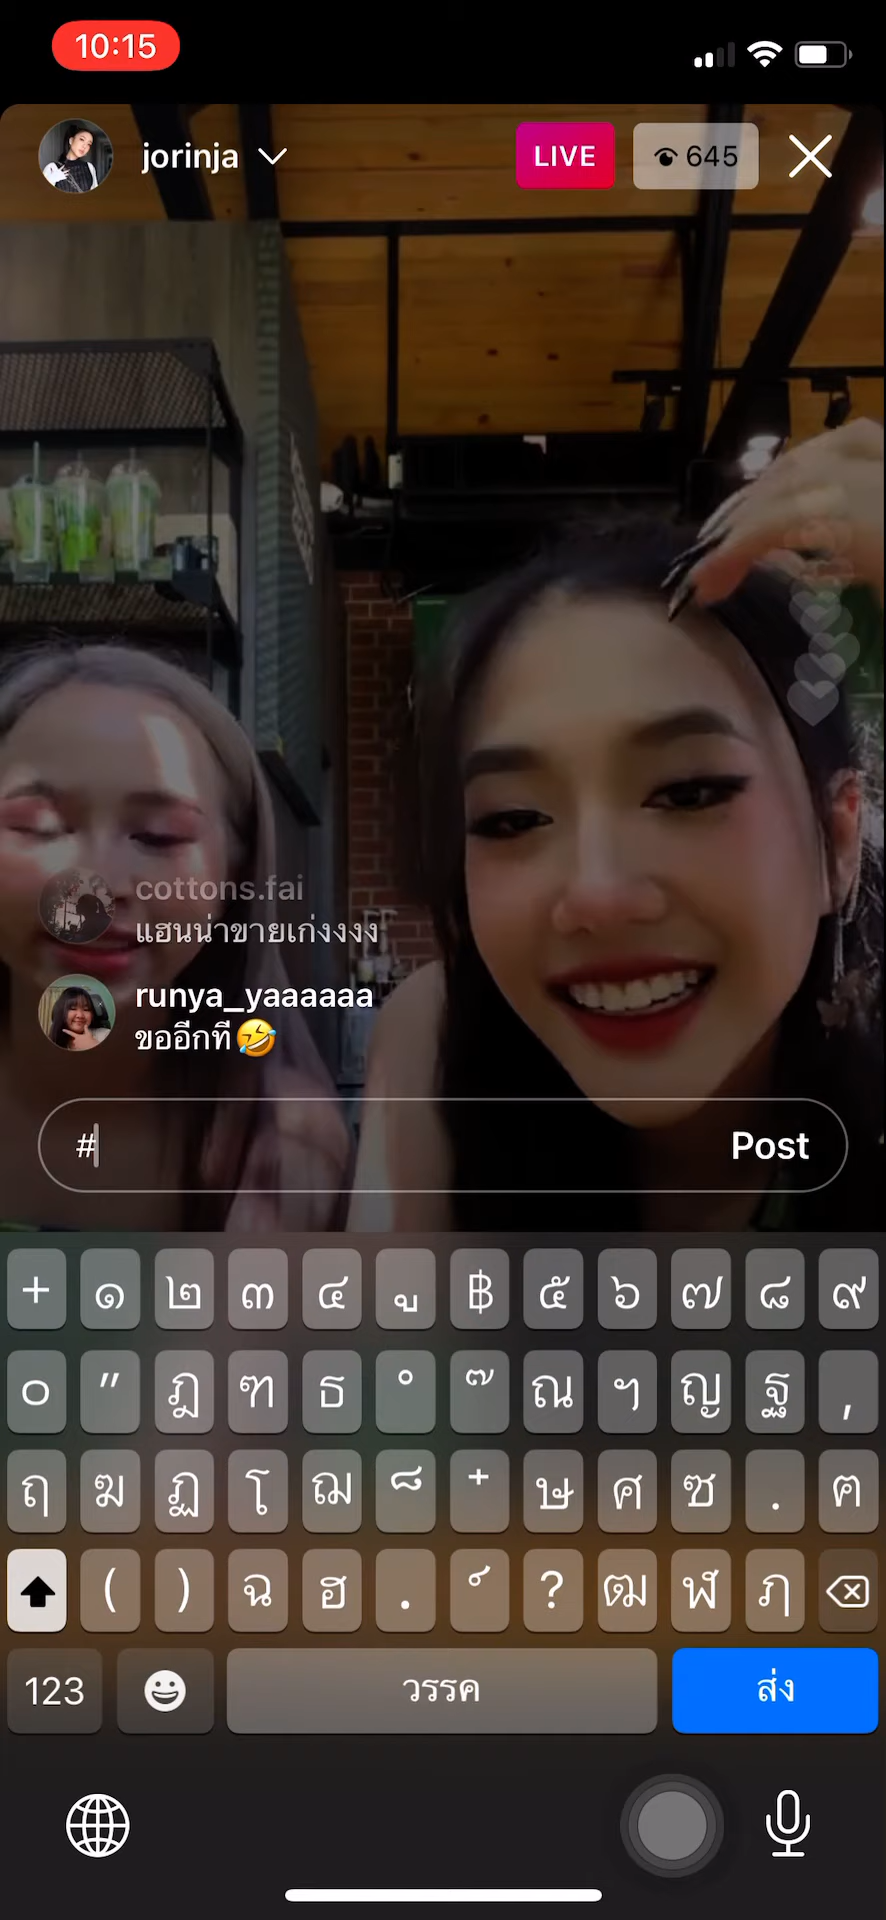 10:15
jorinja
LIVE
645
cottons.fai
แฮนน่าขายเก่งงงง
runya_yaaaaaa
ขออีกที🤣
#
Post
+ ๑ ๒ ๓ ๔ ู ฿ ๕ ๖ ๗ ๘ ๙
๐ " ฎ ฑ ธ ํ ๊ ณ ฯ ญ ฐ ,
ฤ ฆ ฏ โ ฌ ็ ๋ ษ ศ ซ . ฅ
( ) ฉ ฮ ฺ ์ ? ฒ ฬ ฦ
123
วรรค
ส่ง